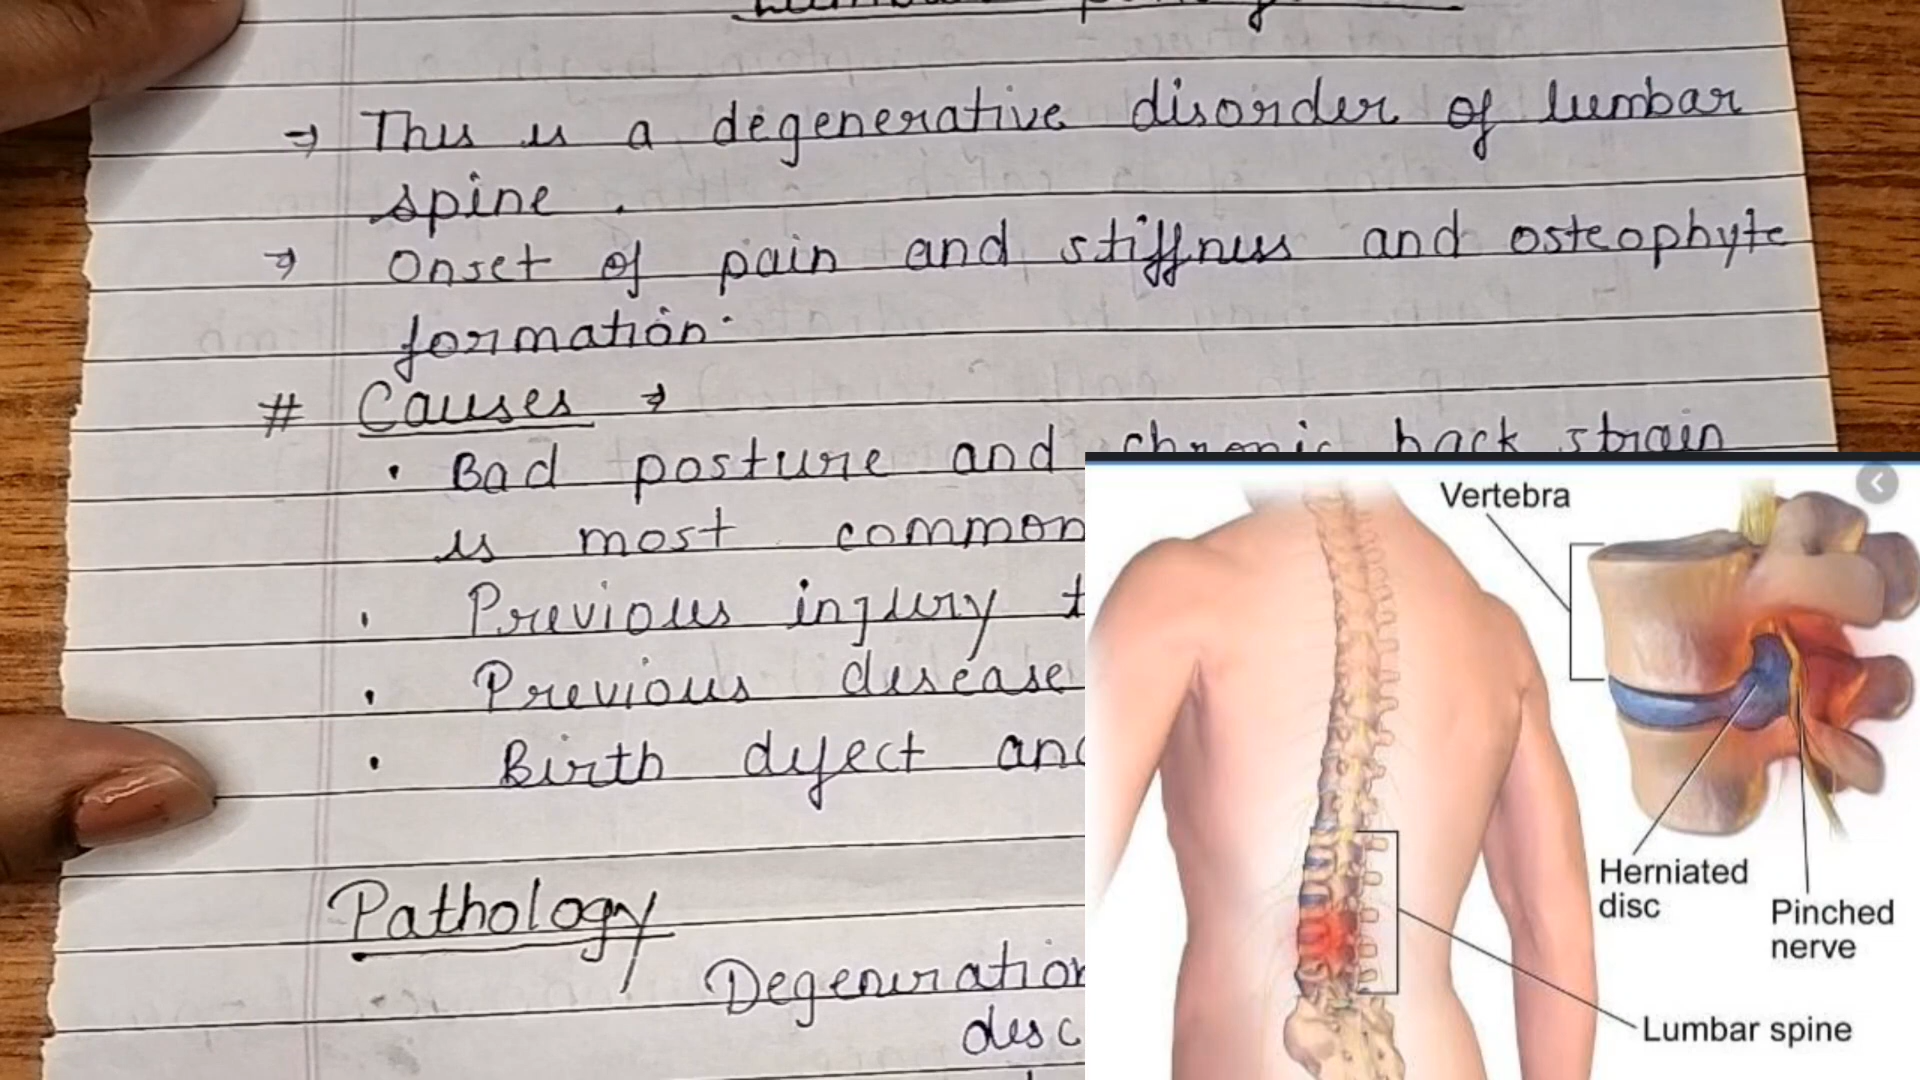 → This is a degenerative disorder of lumbar
spine.
→ Onset of pain and stiffness and osteophyte
formation.
# Causes →
• Bad posture and chronic back strain
is most common
• Previous injury
• Previous disease
• Birth defect and
Pathology
Degeneration
disc
Vertebra
Herniated
disc
Pinched
nerve
Lumbar spine